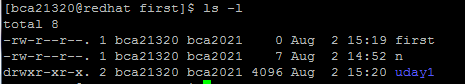 [bca21320@redhat first]$ ls -l
total 8
-rw-r--r--. 1 bca21320 bca2021    0 Aug  2 15:19 first
-rw-r--r--. 1 bca21320 bca2021    7 Aug  2 14:52 n
drwxr-xr-x. 2 bca21320 bca2021 4096 Aug  2 15:20 uday1